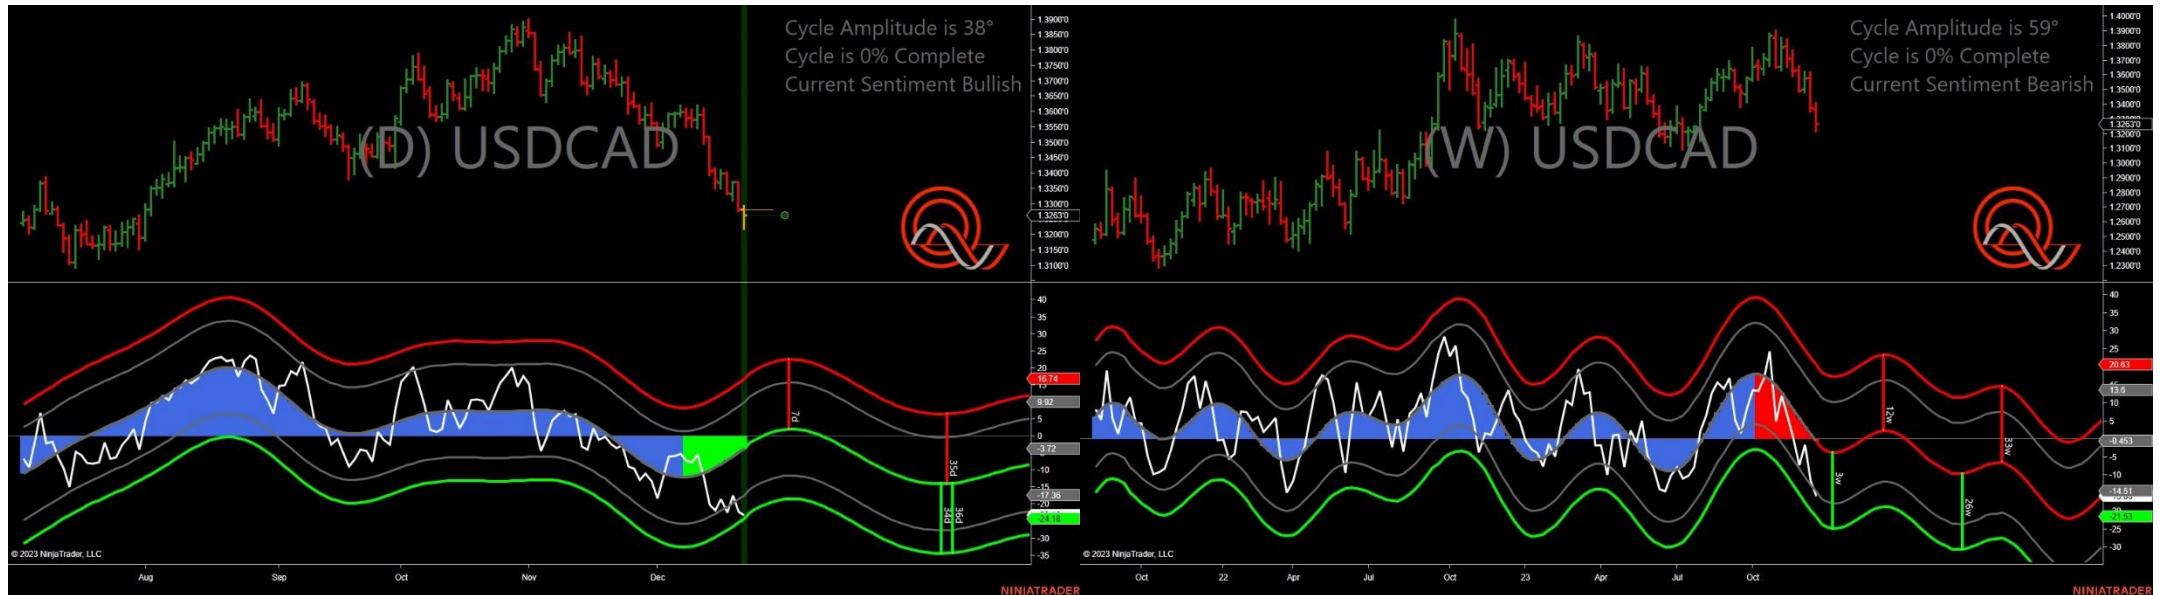 Cycle Amplitude is 38°
Cycle is 0% Complete
Current Sentiment Bullish
(D) USDCAD
1.3900'0
1.3850'0
1.3800'0
1.3750'0
1.3700'0
1.3650'0
1.3600'0
1.3550'0
1.3500'0
1.3450'0
1.3400'0
1.3350'0
1.3300'0
1.3263'0
1.3200'0
1.3150'0
1.3100'0
40
35
30
25
20
16.74
15
9.92
5
0
-3.72
-10
-15
-17.36
-20
-24.18
-30
-35
7d
35d
34d
36d
© 2023 NinjaTrader, LLC
Aug
Sep
Oct
Nov
Dec
NINJATRADER
Cycle Amplitude is 59°
Cycle is 0% Complete
Current Sentiment Bearish
(W) USDCAD
1.4000'0
1.3900'0
1.3800'0
1.3700'0
1.3600'0
1.3500'0
1.3400'0
1.3263'0
1.3200'0
1.3100'0
1.3000'0
1.2900'0
1.2800'0
1.2700'0
1.2600'0
1.2500'0
1.2400'0
1.2300'0
40
35
30
25
20.63
13.6
10
5
-0.453
-5
-10
-14.51
-21.53
-25
-30
12w
33w
3w
26w
© 2023 NinjaTrader, LLC
Oct
22
Apr
Jul
Oct
23
Apr
Jul
Oct
NINJATRADER